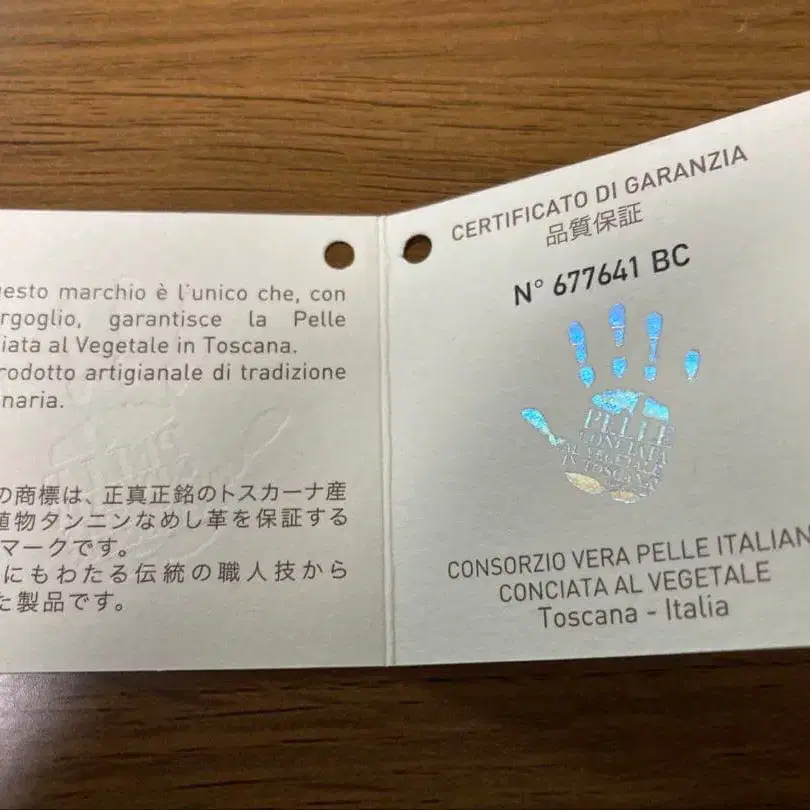 uesto marchio è l'unico che, con
rgoglio, garantisce la Pelle
iata al Vegetale in Toscana.
rodotto artigianale di tradizione
naria.
の商標は、正真正銘のトスカーナ産
植物タンニンなめし革を保証する
マークです。
にもわたる伝統の職人技から
た製品です。
CERTIFICATO DI GARANZIA
品質保証
N° 677641 BC
PELLE
CONCIATA
AL VEGETALE
IN TOSCANA
CONSORZIO VERA PELLE ITALIAN
CONCIATA AL VEGETALE
Toscana - Italia